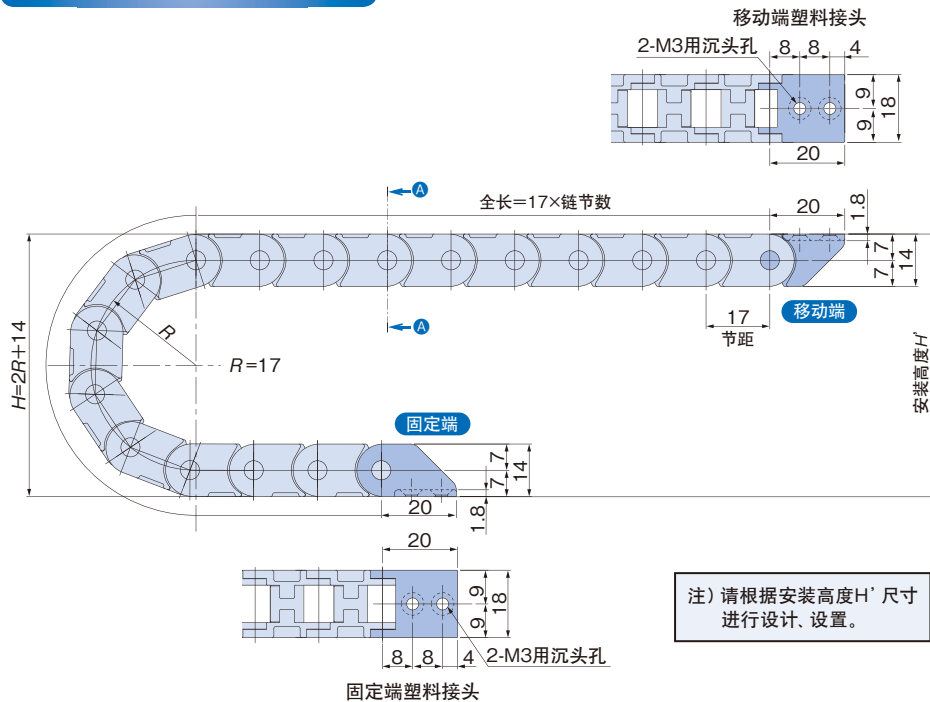 移动端塑料接头
2-M3用沉头孔
8
8
4
9
9
18
20
A
全长=17×链节数
20
1.8
7
7
14
A
17
节距
移动端
R
R=17
H=2R+14
安装高度H'
固定端
7
7
14
20
1.8
20
9
9
18
8
8
4
2-M3用沉头孔
固定端塑料接头
注)请根据安装高度H'尺寸
进行设计、设置。